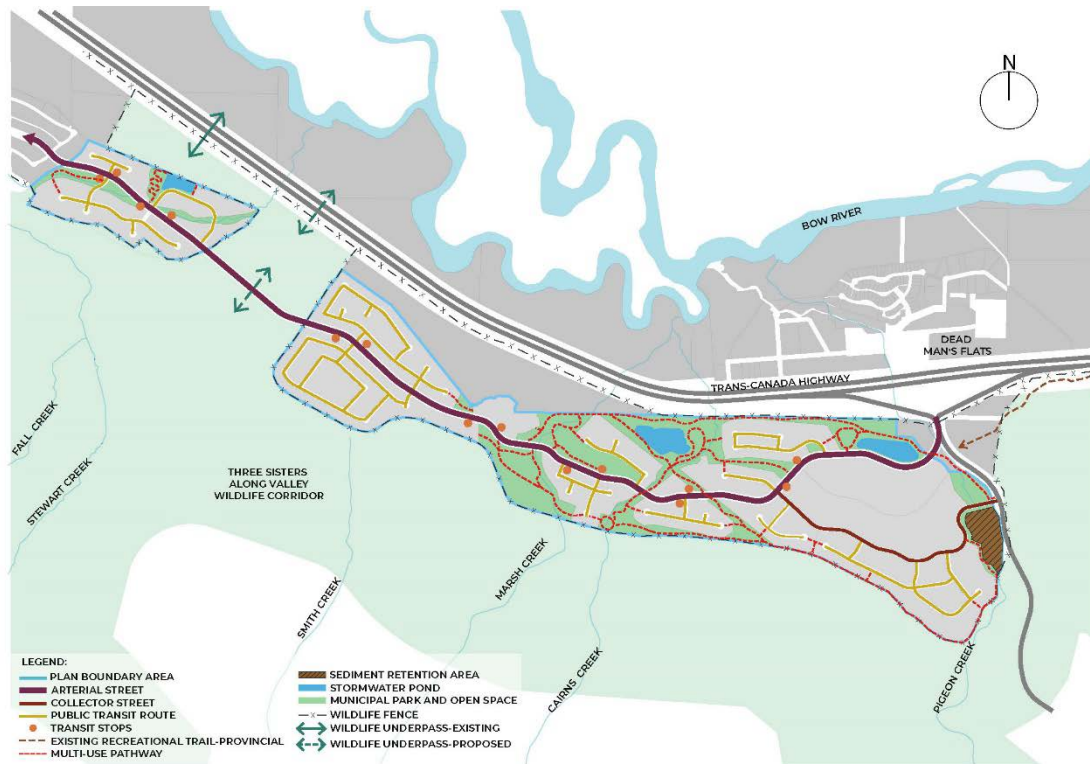 N
BOW RIVER
DEAD
MAN'S FLATS
TRANS-CANADA HIGHWAY
FALL CREEK
STEWART CREEK
THREE SISTERS
ALONG VALLEY
WILDLIFE CORRIDOR
SMITH CREEK
MARSH CREEK
CAIRNS CREEK
PIGEON CREEK
LEGEND:
PLAN BOUNDARY AREA
ARTERIAL STREET
COLLECTOR STREET
PUBLIC TRANSIT ROUTE
TRANSIT STOPS
EXISTING RECREATIONAL TRAIL-PROVINCIAL
MULTI-USE PATHWAY
SEDIMENT RETENTION AREA
STORMWATER POND
MUNICIPAL PARK AND OPEN SPACE
WILDLIFE FENCE
WILDLIFE UNDERPASS-EXISTING
WILDLIFE UNDERPASS-PROPOSED